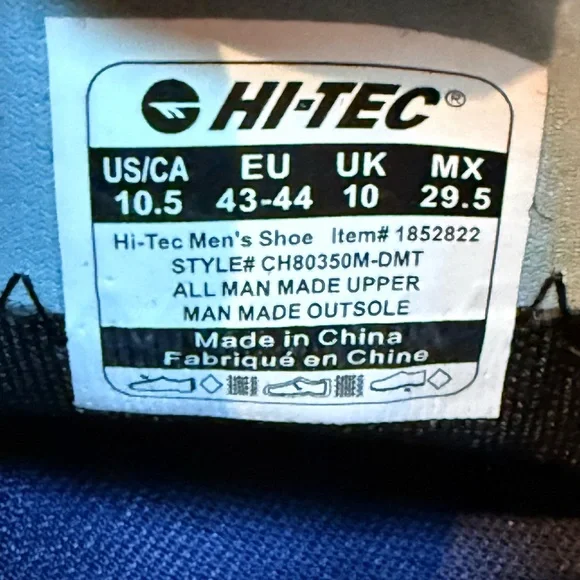 HI-TEC®
US/CA EU UK MX
10.5 43-44 10 29.5
Hi-Tec Men's Shoe Item# 1852822
STYLE# CH80350M-DMT
ALL MAN MADE UPPER
MAN MADE OUTSOLE
Made in China
Fabriqué en Chine